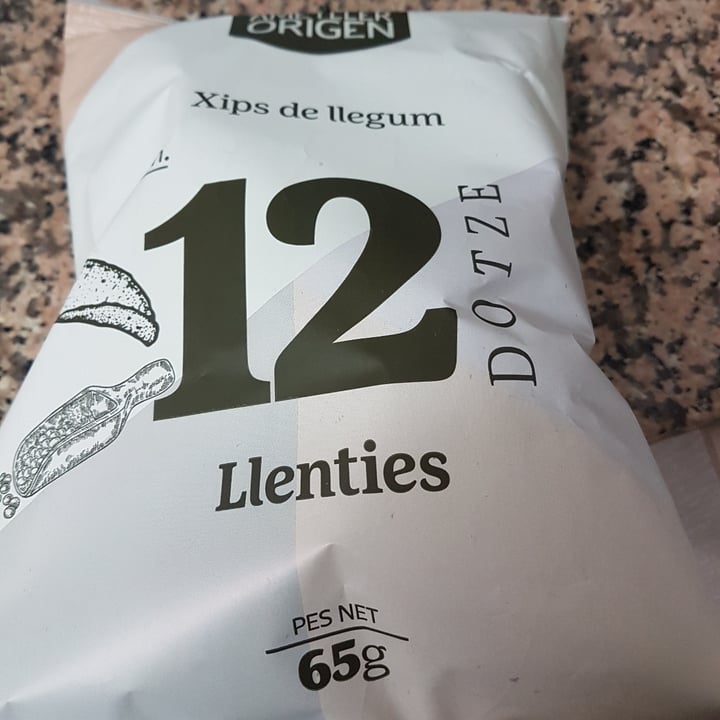 ORIGEN
Xips de llegum
12
DOTZE
Llenties
PES NET
65g